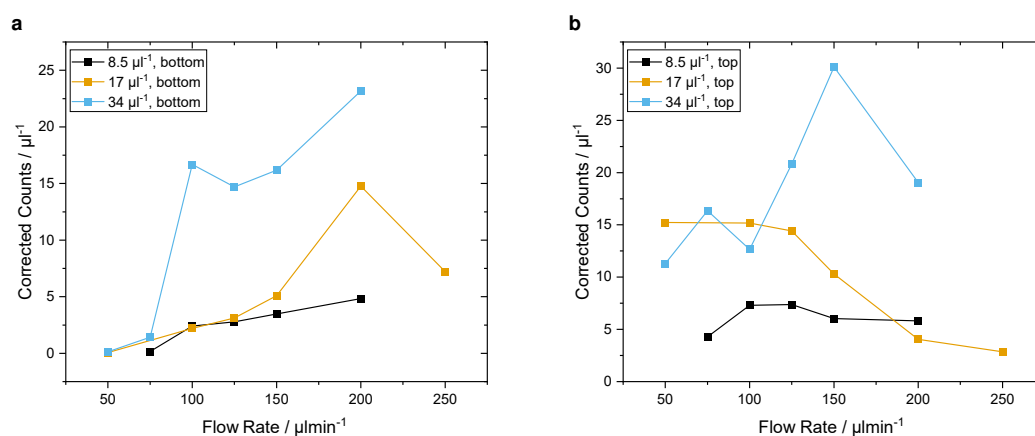 a
8.5 µl⁻¹, bottom
17 µl⁻¹, bottom
34 µl⁻¹, bottom
Corrected Counts / µl⁻¹
25
20
15
10
5
0
50 100 150 200 250
Flow Rate / µlmin⁻¹
b
8.5 µl⁻¹, top
17 µl⁻¹, top
34 µl⁻¹, top
Corrected Counts / µl⁻¹
30
25
20
15
10
5
0
50 100 150 200 250
Flow Rate / µlmin⁻¹